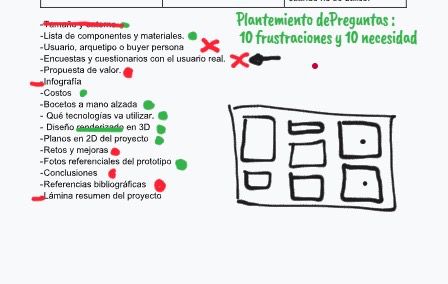 -Tamaño y entorno
-Lista de componentes y materiales.
-Usuario, arquetipo o buyer persona
-Encuestas y cuestionarios con el usuario real.
-Propuesta de valor.
-Infografía
-Costos
-Bocetos a mano alzada
- Qué tecnologías va utilizar.
- Diseño renderizado en 3D
-Planos en 2D del proyecto
-Retos y mejoras
-Fotos referenciales del prototipo
-Conclusiones
-Referencias bibliográficas
-Lámina resumen del proyecto
Plantemiento dePreguntas :
10 frustraciones y 10 necesidad